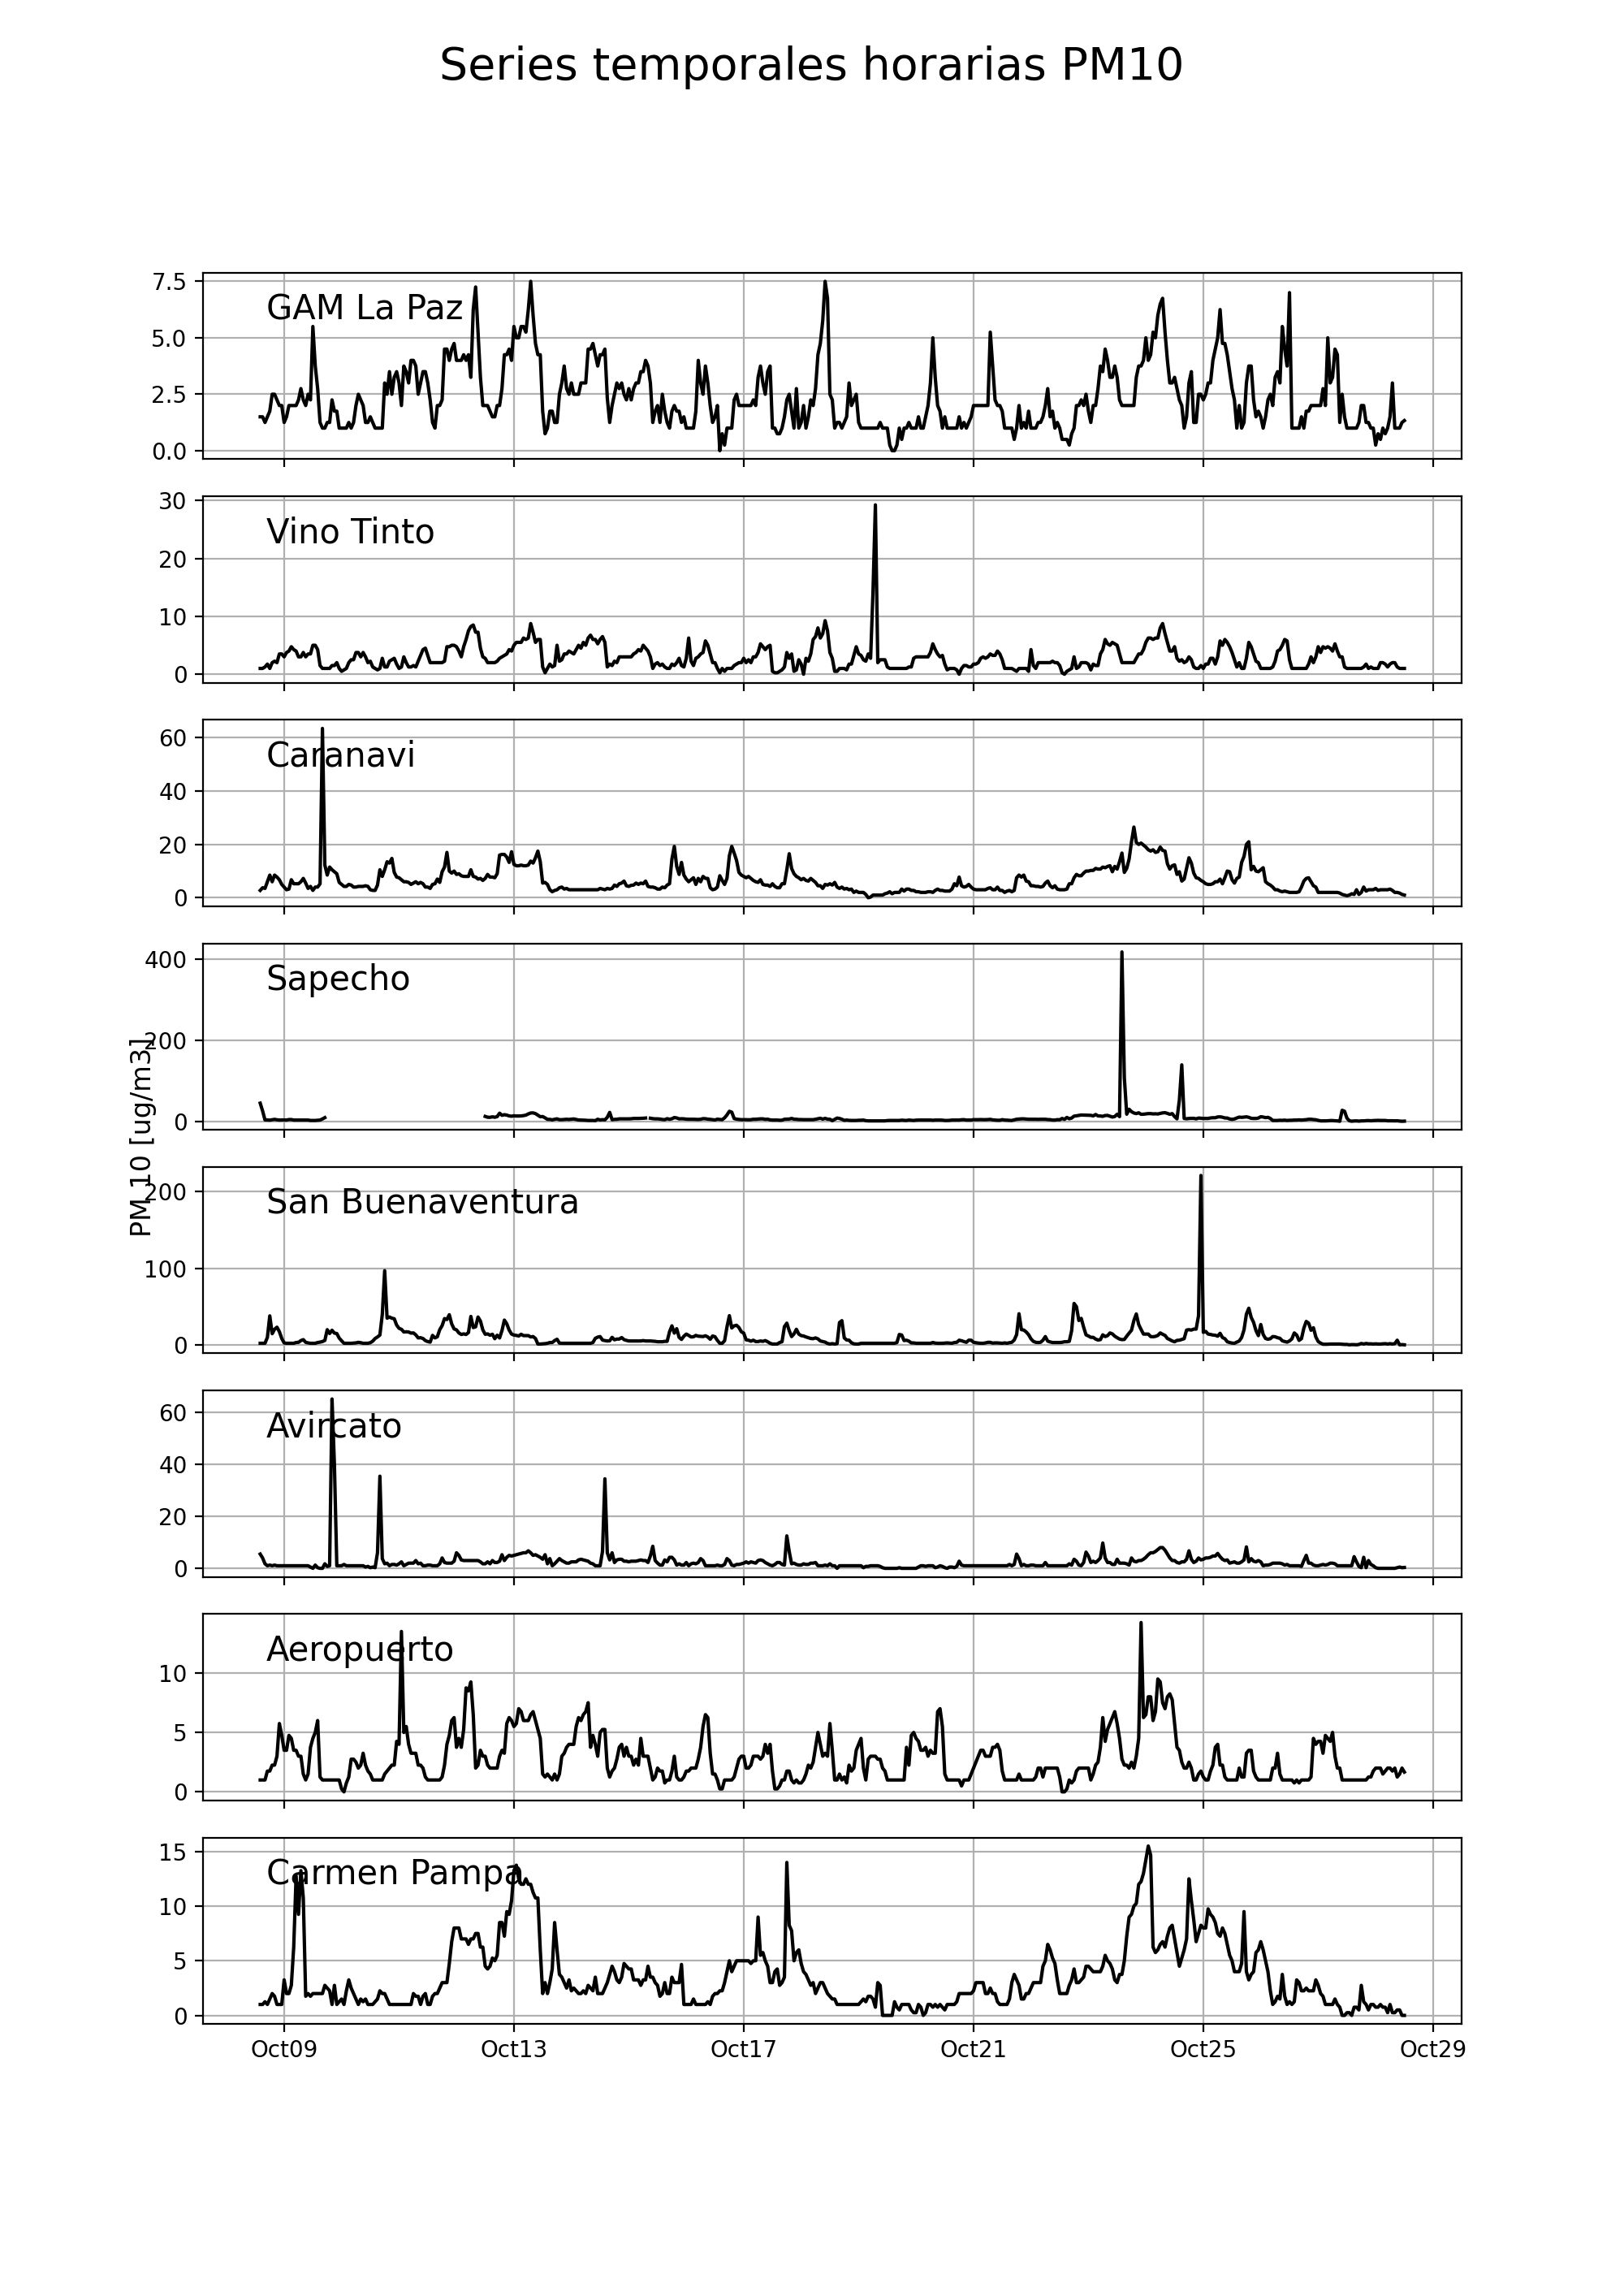 Series temporales horarias PM10
GAM La Paz
7.5
5.0
2.5
0.0
Vino Tinto
30
20
10
0
Caranavi
60
40
20
0
Sapecho
400
200
0
PM 10 [ug/m3]
San Buenaventura
200
100
0
Avircato
60
40
20
0
Aeropuerto
10
5
0
Carmen Pampa
15
10
5
0
Oct09 Oct13 Oct17 Oct21 Oct25 Oct29